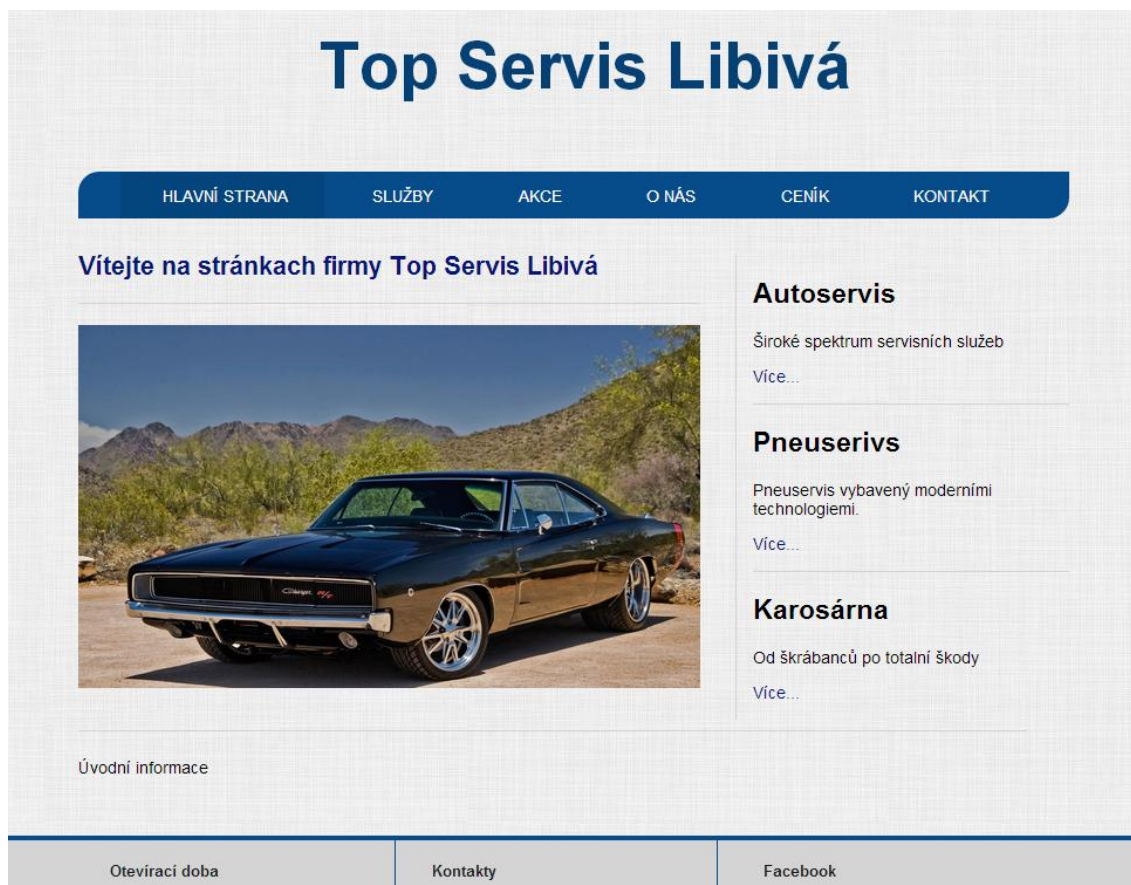 Top Servis Libivá
HLAVNÍ STRANA SLUŽBY AKCE O NÁS CENÍK KONTAKT
Vítejte na stránkach firmy Top Servis Libivá
Autoservis
Široké spektrum servisních služeb
Více...
Pneuserivs
Pneuservis vybavený moderními
technologiemi.
Více...
Karosárna
Od škrábanců po totalní škody
Více...
Charger R/T
Úvodní informace
Otevírací doba Kontakty Facebook